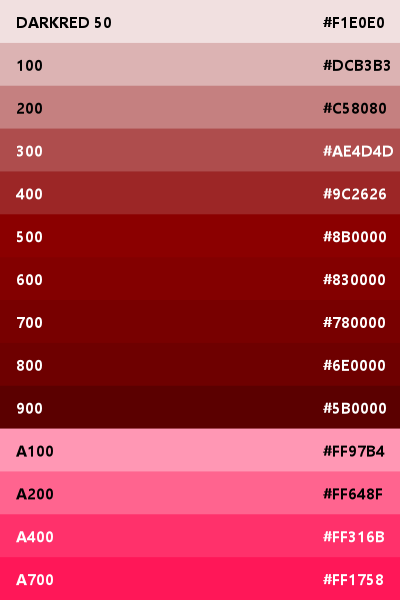 DARKRED 50 #F1E0E0
100 #DCB3B3
200 #C58080
300 #AE4D4D
400 #9C2626
500 #8B0000
600 #830000
700 #780000
800 #6E0000
900 #5B0000
A100 #FF97B4
A200 #FF648F
A400 #FF316B
A700 #FF1758